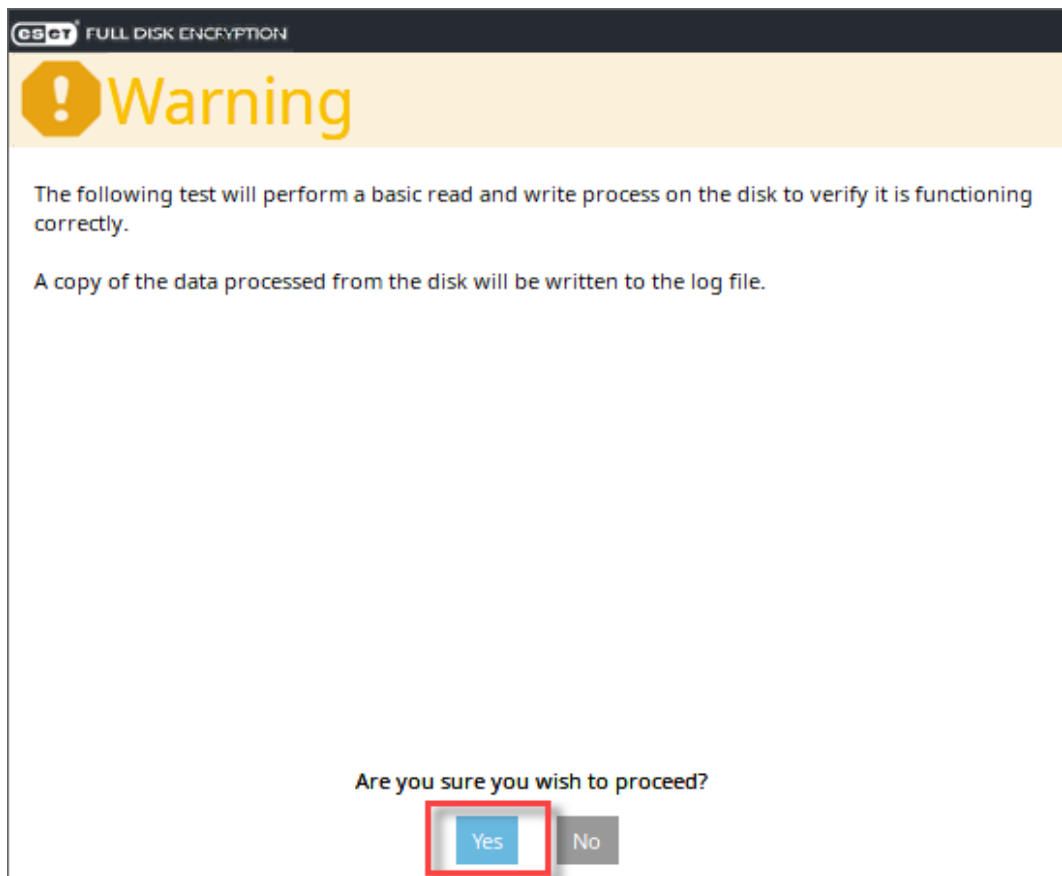 eset FULL DISK ENCRYPTION
Warning
The following test will perform a basic read and write process on the disk to verify it is functioning
correctly.
A copy of the data processed from the disk will be written to the log file.
Are you sure you wish to proceed?
Yes No